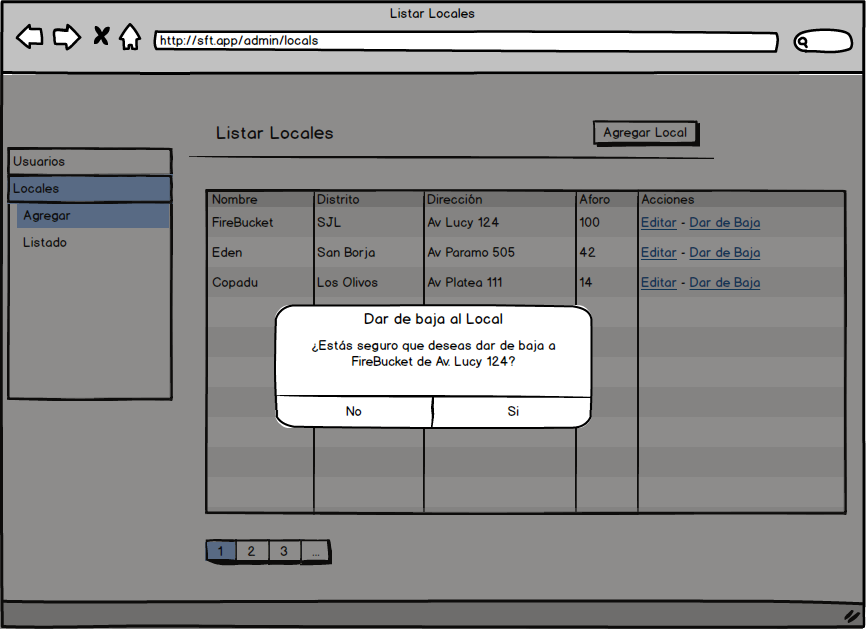 Listar Locales
http://sft.app/admin/locals
Listar Locales
Agregar Local
Usuarios
Locales
Agregar
Listado
Nombre Distrito Dirección Aforo Acciones
FireBucket SJL Av Lucy 124 100 Editar - Dar de Baja
Eden San Borja Av Paramo 505 42 Editar - Dar de Baja
Copadu Los Olivos Av Platea 111 14 Editar - Dar de Baja
Dar de baja al Local
¿Estás seguro que deseas dar de baja a
FireBucket de Av. Lucy 124?
No Si
1 2 3 ...